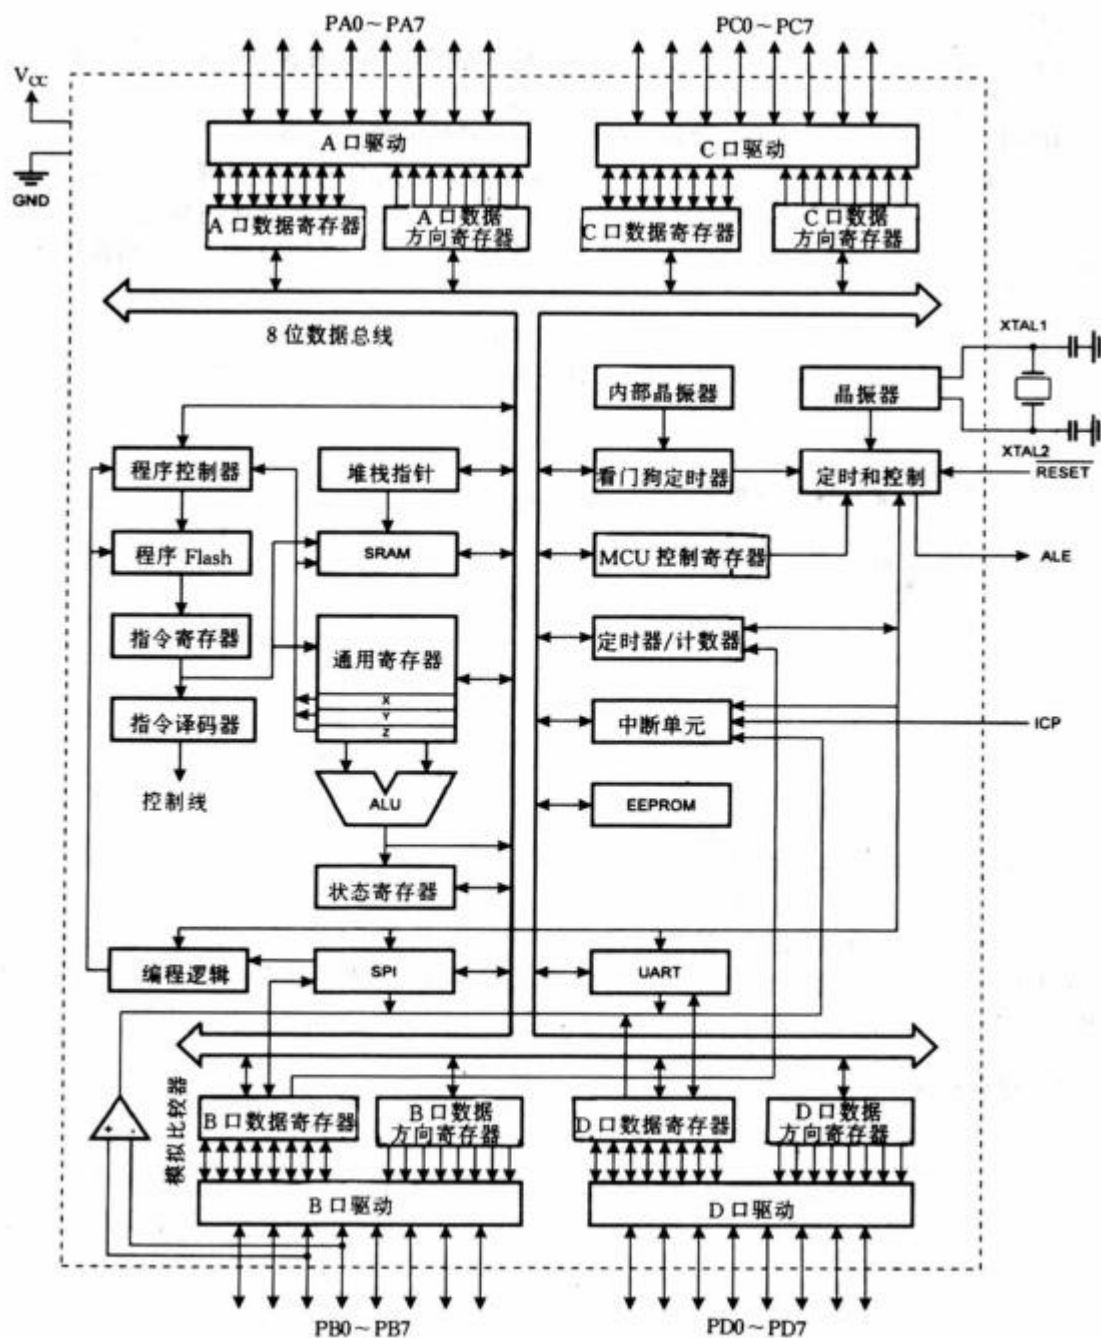 PA0~PA7
PC0~PC7
V_CC
GND
A 口驱动
C 口驱动
A 口数据寄存器
A 口数据
方向寄存器
C 口数据寄存器
C 口数据
方向寄存器
8 位数据总线
XTAL1
内部晶振器
晶振器
XTAL2
程序控制器
堆栈指针
看门狗定时器
定时和控制
RESET
程序 Flash
SRAM
MCU 控制寄存器
ALE
指令寄存器
通用寄存器
定时器/计数器
X
Y
Z
指令译码器
中断单元
ICP
控制线
ALU
EEPROM
状态寄存器
编程逻辑
SPI
UART
模拟比较器
+ -
B 口数据寄存器
B 口数据
方向寄存器
D 口数据寄存器
D 口数据
方向寄存器
B 口驱动
D 口驱动
PB0~PB7
PD0~PD7